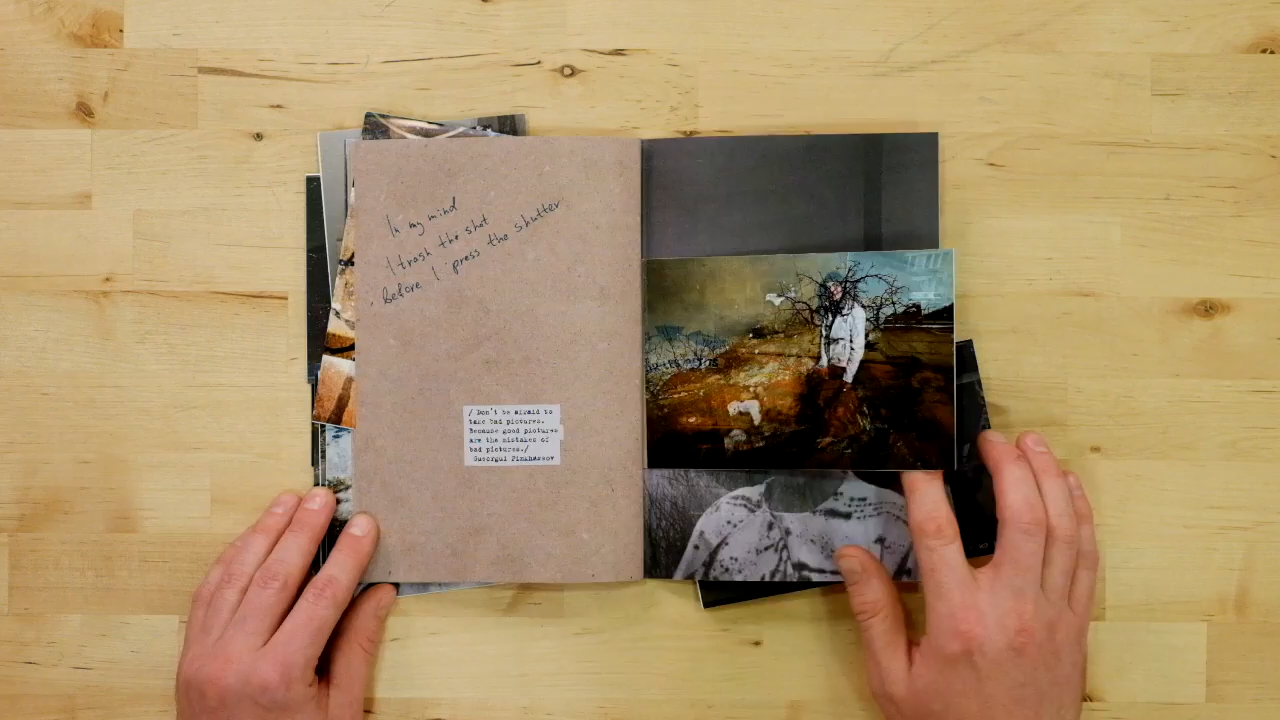 In my mind
I trash the shot
before I press the shutter
/ Don't be afraid to
take bad pictures.
Because good pictures
are the mistakes of
bad pictures./
Gueorgui Pinkhassov